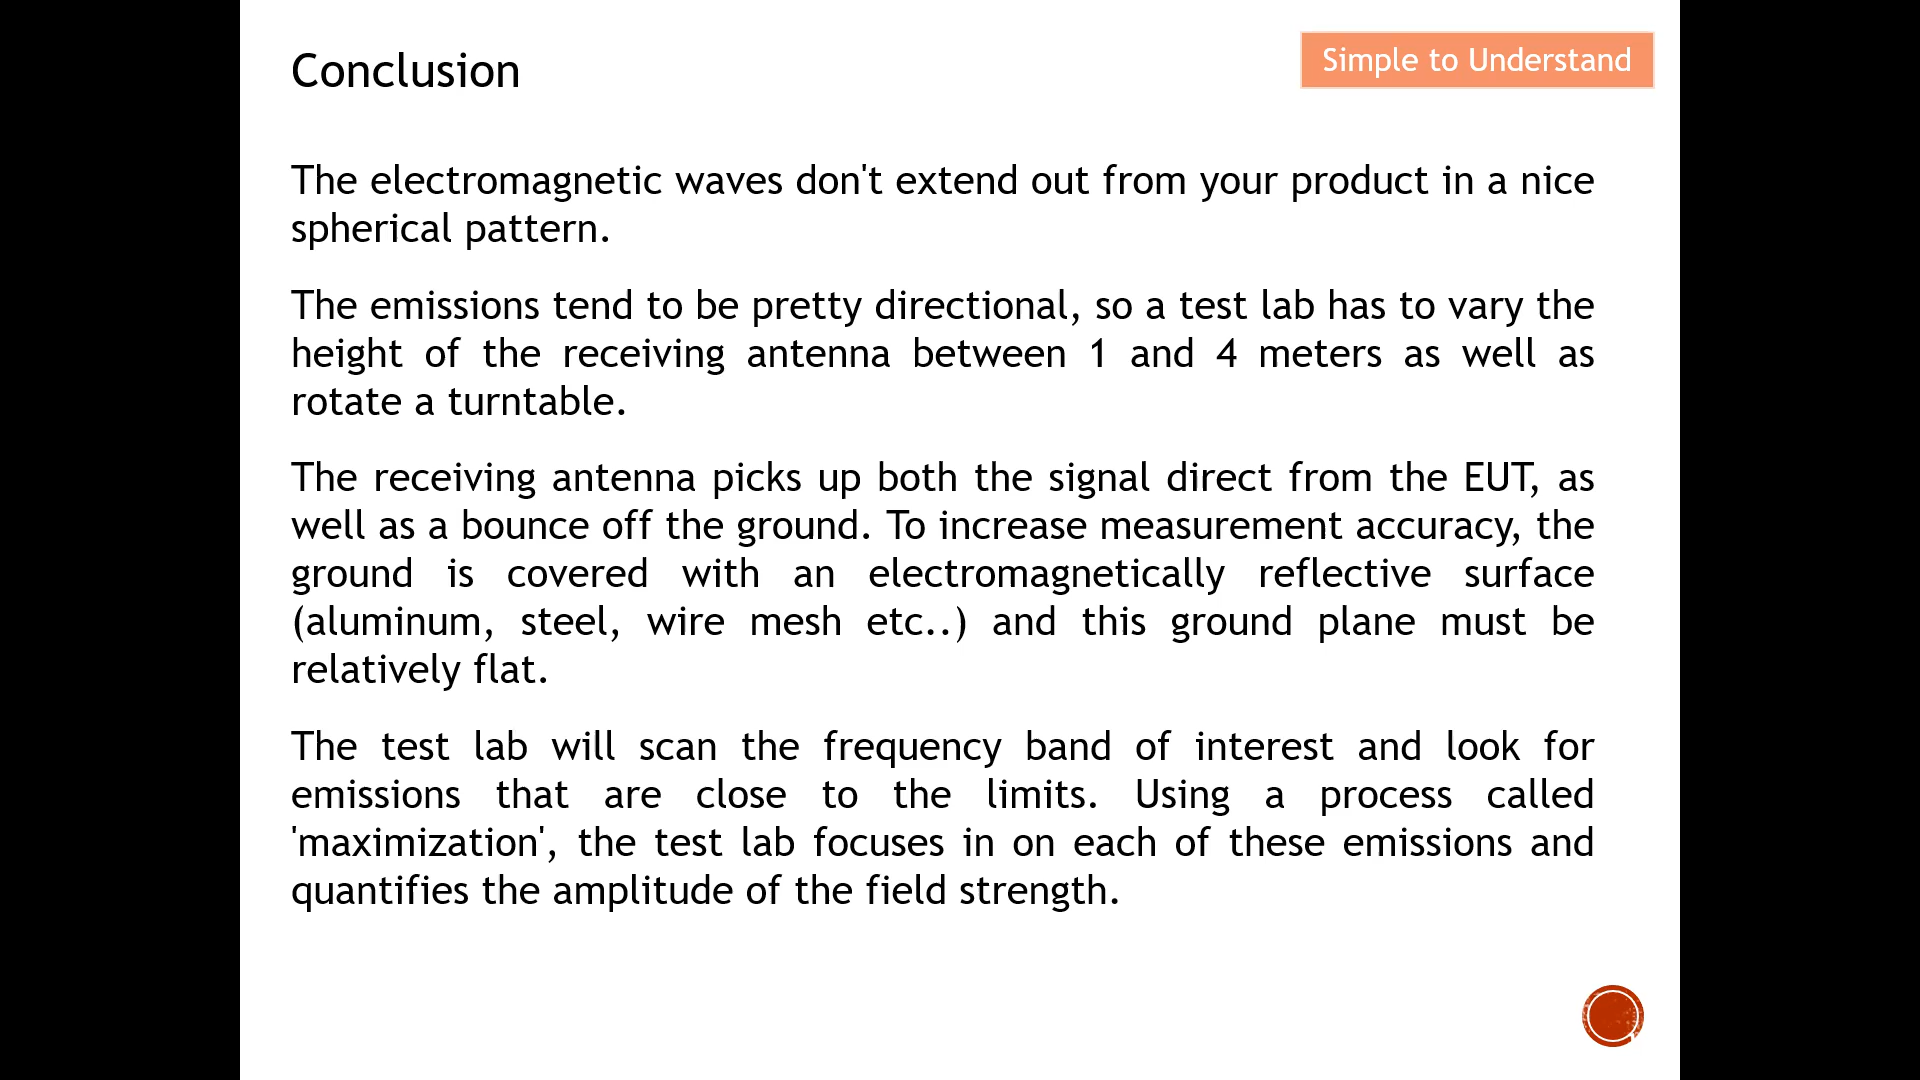 Conclusion
Simple to Understand
The electromagnetic waves don't extend out from your product in a nice
spherical pattern.
The emissions tend to be pretty directional, so a test lab has to vary the
height of the receiving antenna between 1 and 4 meters as well as
rotate a turntable.
The receiving antenna picks up both the signal direct from the EUT, as
well as a bounce off the ground. To increase measurement accuracy, the
ground is covered with an electromagnetically reflective surface
(aluminum, steel, wire mesh etc..) and this ground plane must be
relatively flat.
The test lab will scan the frequency band of interest and look for
emissions that are close to the limits. Using a process called
'maximization', the test lab focuses in on each of these emissions and
quantifies the amplitude of the field strength.